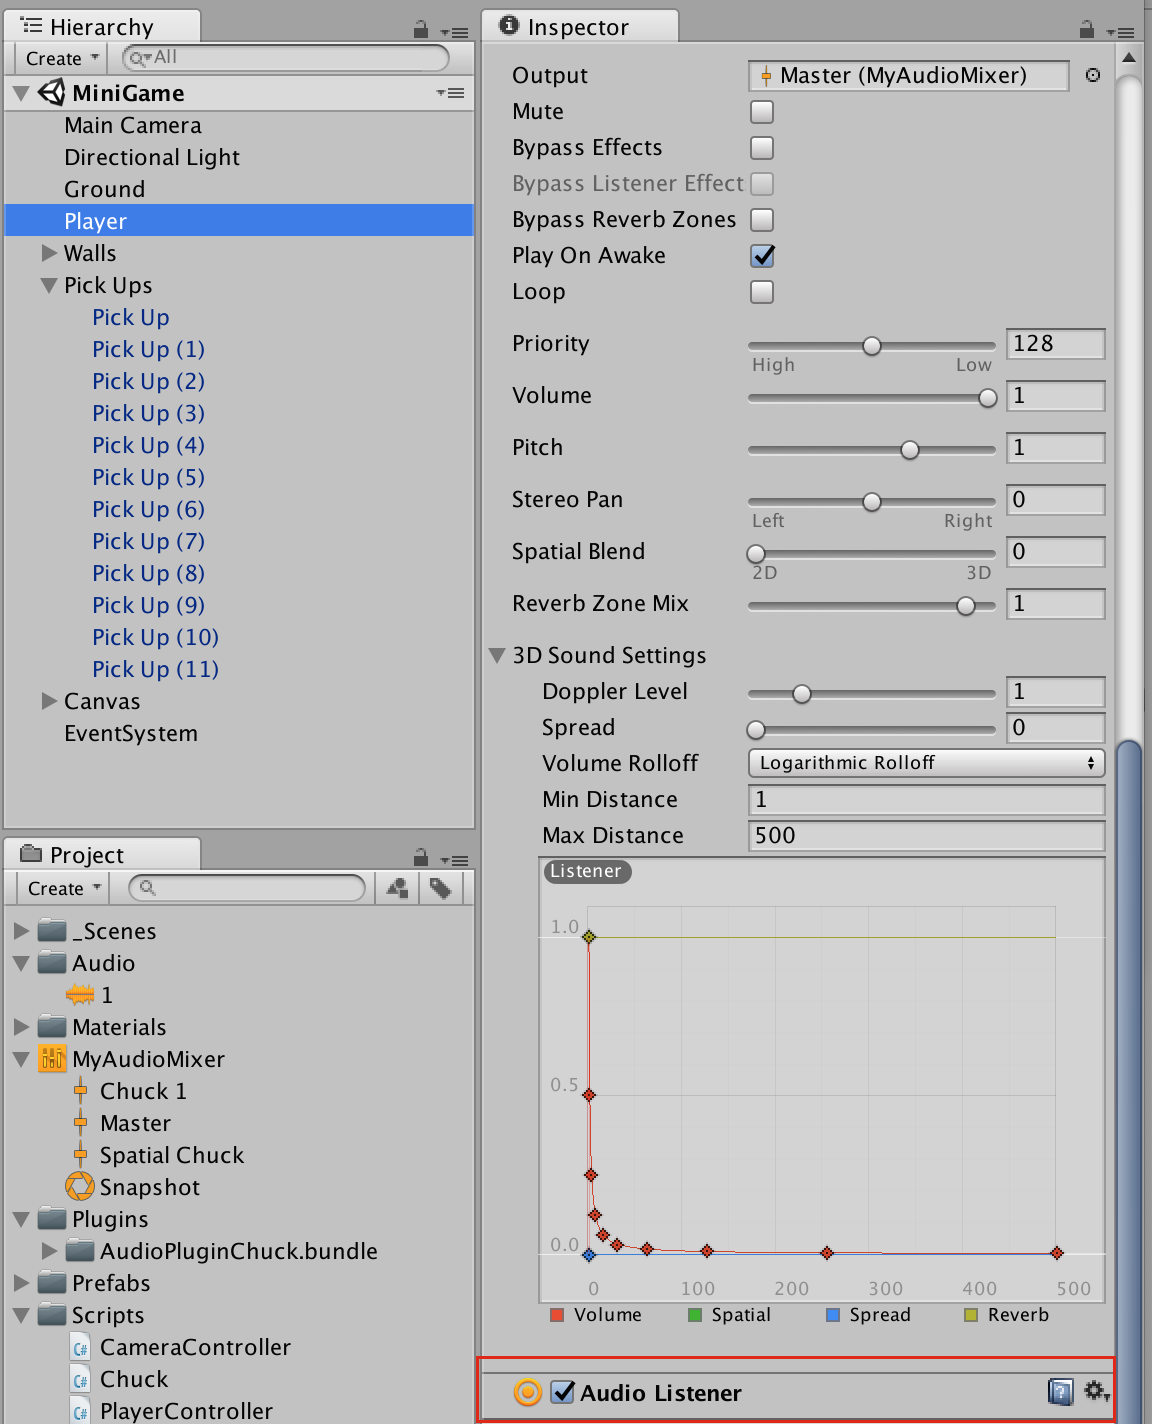 Hierarchy
Create
All
MiniGame
Main Camera
Directional Light
Ground
Player
Walls
Pick Ups
Pick Up
Pick Up (1)
Pick Up (2)
Pick Up (3)
Pick Up (4)
Pick Up (5)
Pick Up (6)
Pick Up (7)
Pick Up (8)
Pick Up (9)
Pick Up (10)
Pick Up (11)
Canvas
EventSystem
Project
Create
_Scenes
Audio
1
Materials
MyAudioMixer
Chuck 1
Master
Spatial Chuck
Snapshot
Plugins
AudioPluginChuck.bundle
Prefabs
Scripts
C# CameraController
C# Chuck
C# PlayerController
Inspector
Output Master (MyAudioMixer)
Mute
Bypass Effects
Bypass Listener Effect
Bypass Reverb Zones
Play On Awake
Loop
Priority 128
High Low
Volume 1
Pitch 1
Stereo Pan 0
Left Right
Spatial Blend 0
2D 3D
Reverb Zone Mix 1
3D Sound Settings
Doppler Level 1
Spread 0
Volume Rolloff Logarithmic Rolloff
Min Distance 1
Max Distance 500
Listener
1.0
0.5
0.0
0 100 200 300 400 500
Volume Spatial Spread Reverb
Audio Listener